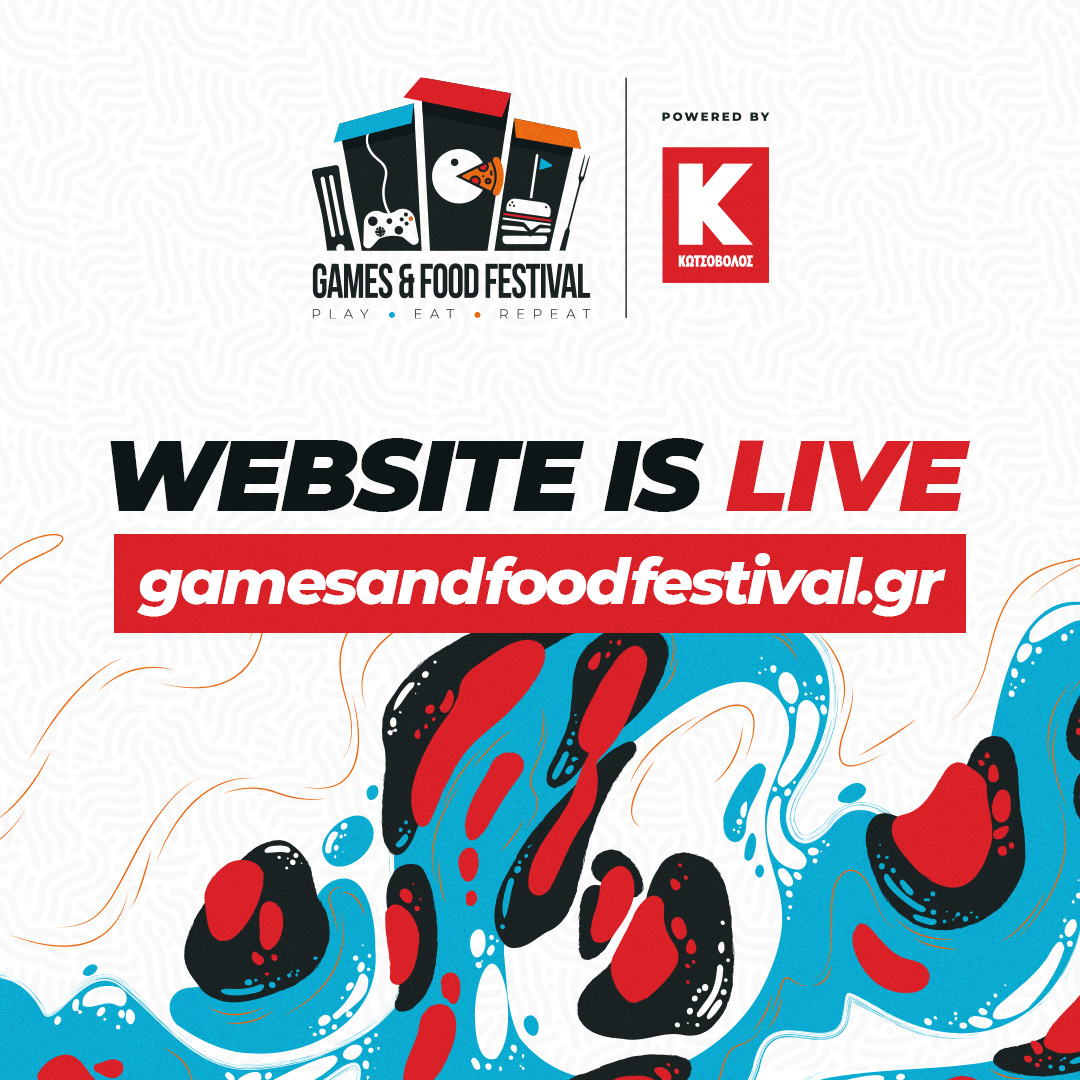 GAMES & FOOD FESTIVAL
PLAY • EAT • REPEAT
POWERED BY
K
ΚΩΤΣΟΒΟΛΟΣ
WEBSITE IS LIVE
gamesandfoodfestival.gr